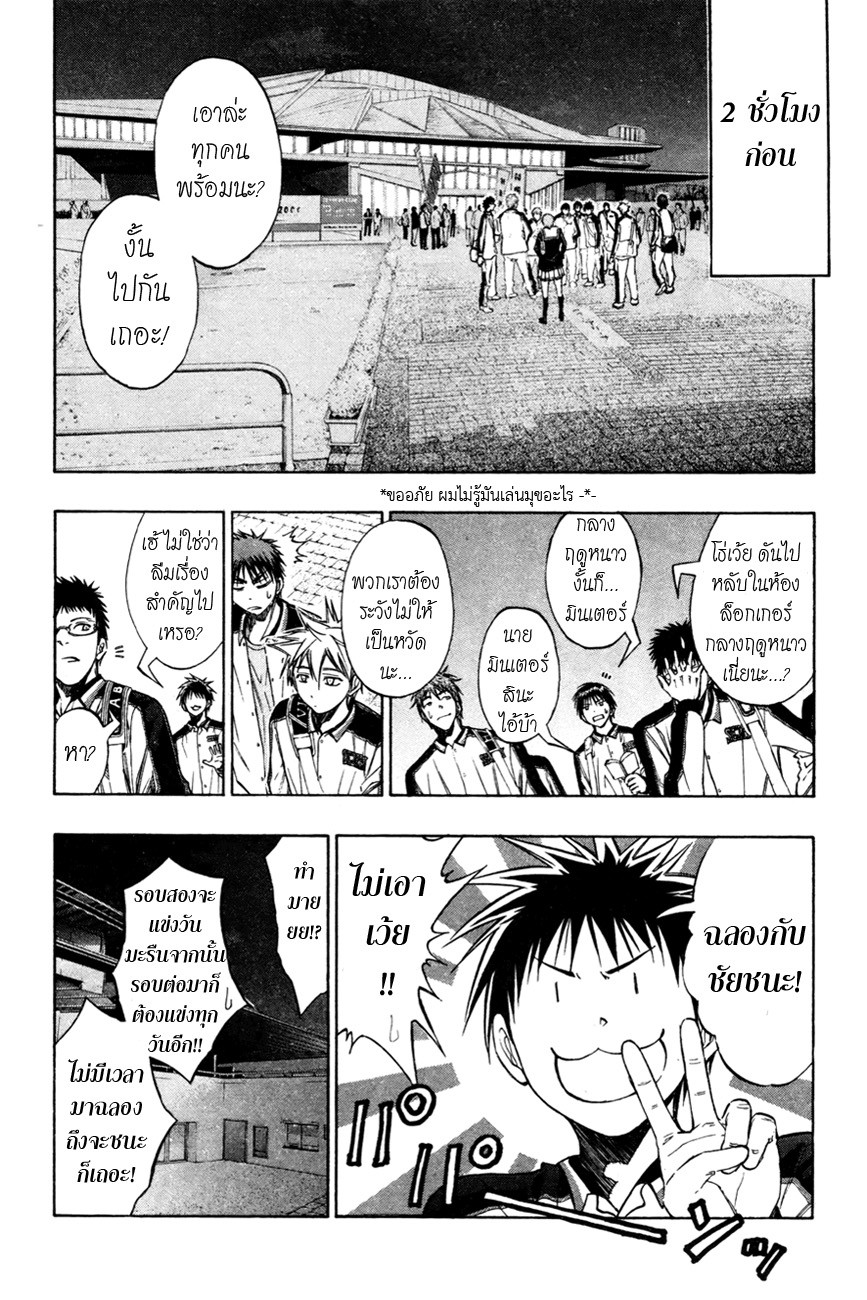 2 ชั่วโมง
ก่อน
เอาล่ะ
ทุกคน
พร้อมนะ?
งั้น
ไปกัน
เถอะ!
*ขออภัย ผมไม่รู้มันเล่นมุขอะไร -*-
โธ่เว้ย ดันไป
หลับในห้อง
ล็อกเกอร์
กลางฤดูหนาว
เนี่ยนะ...?
กลาง
ฤดูหนาว
งั้นก็...
มินเตอร์
นาย
มินเตอร์
สินะ
ไอ้บ้า
พวกเราต้อง
ระวังไม่ให้
เป็นหวัด
นะ...
เฮ้ ไม่ใช่ว่า
ลืมเรื่อง
สำคัญไป
เหรอ?
หา?
ฉลองกับ
ชัยชนะ!
ไม่เอา
เว้ย
!!
パパーンッ
ทำ
มาย
ยย!?
รอบสองจะ
แข่งวัน
มะรืนจากนั้น
รอบต่อมาก็
ต้องแข่งทุก
วันอีก!!
ไม่มีเวลา
มาฉลอง
ถึงจะชนะ
ก็เถอะ!